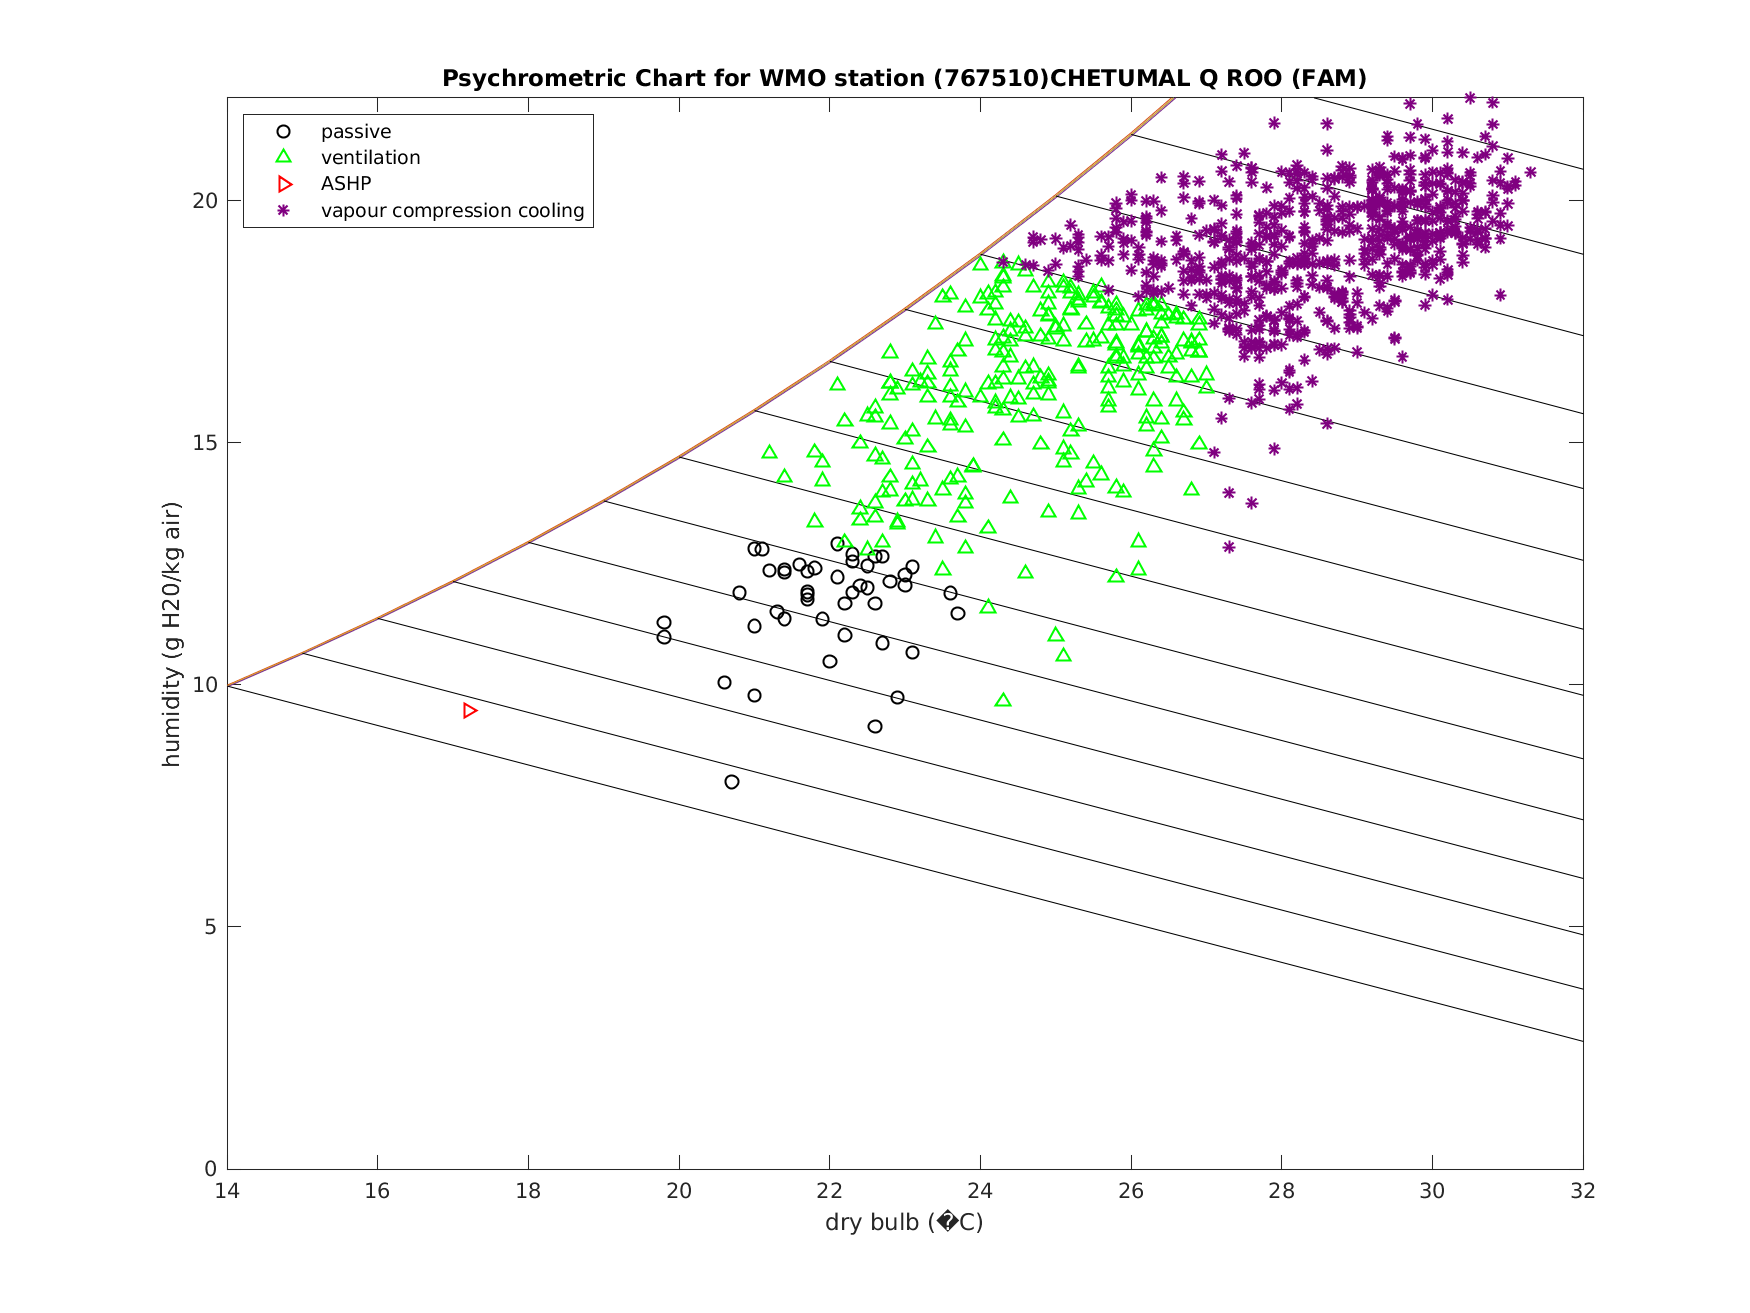 Psychrometric Chart for WMO station (767510)CHETUMAL Q ROO (FAM)
passive
ventilation
ASHP
vapour compression cooling
humidity (g H20/kg air)
20
15
10
5
0
14 16 18 20 22 24 26 28 30 32
dry bulb (�C)